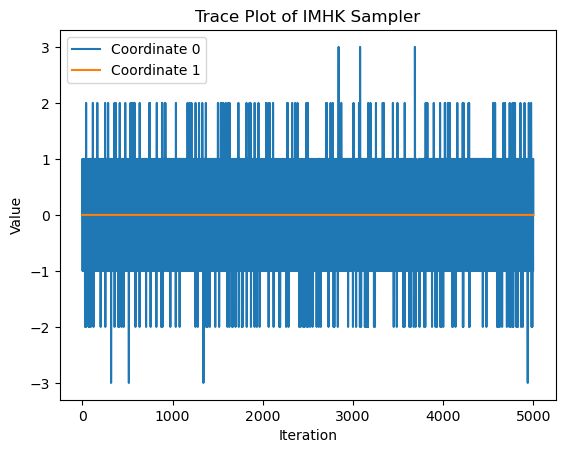 Trace Plot of IMHK Sampler
Coordinate 0
Coordinate 1
3
2
1
0
−1
−2
−3
Value
0
1000
2000
3000
4000
5000
Iteration